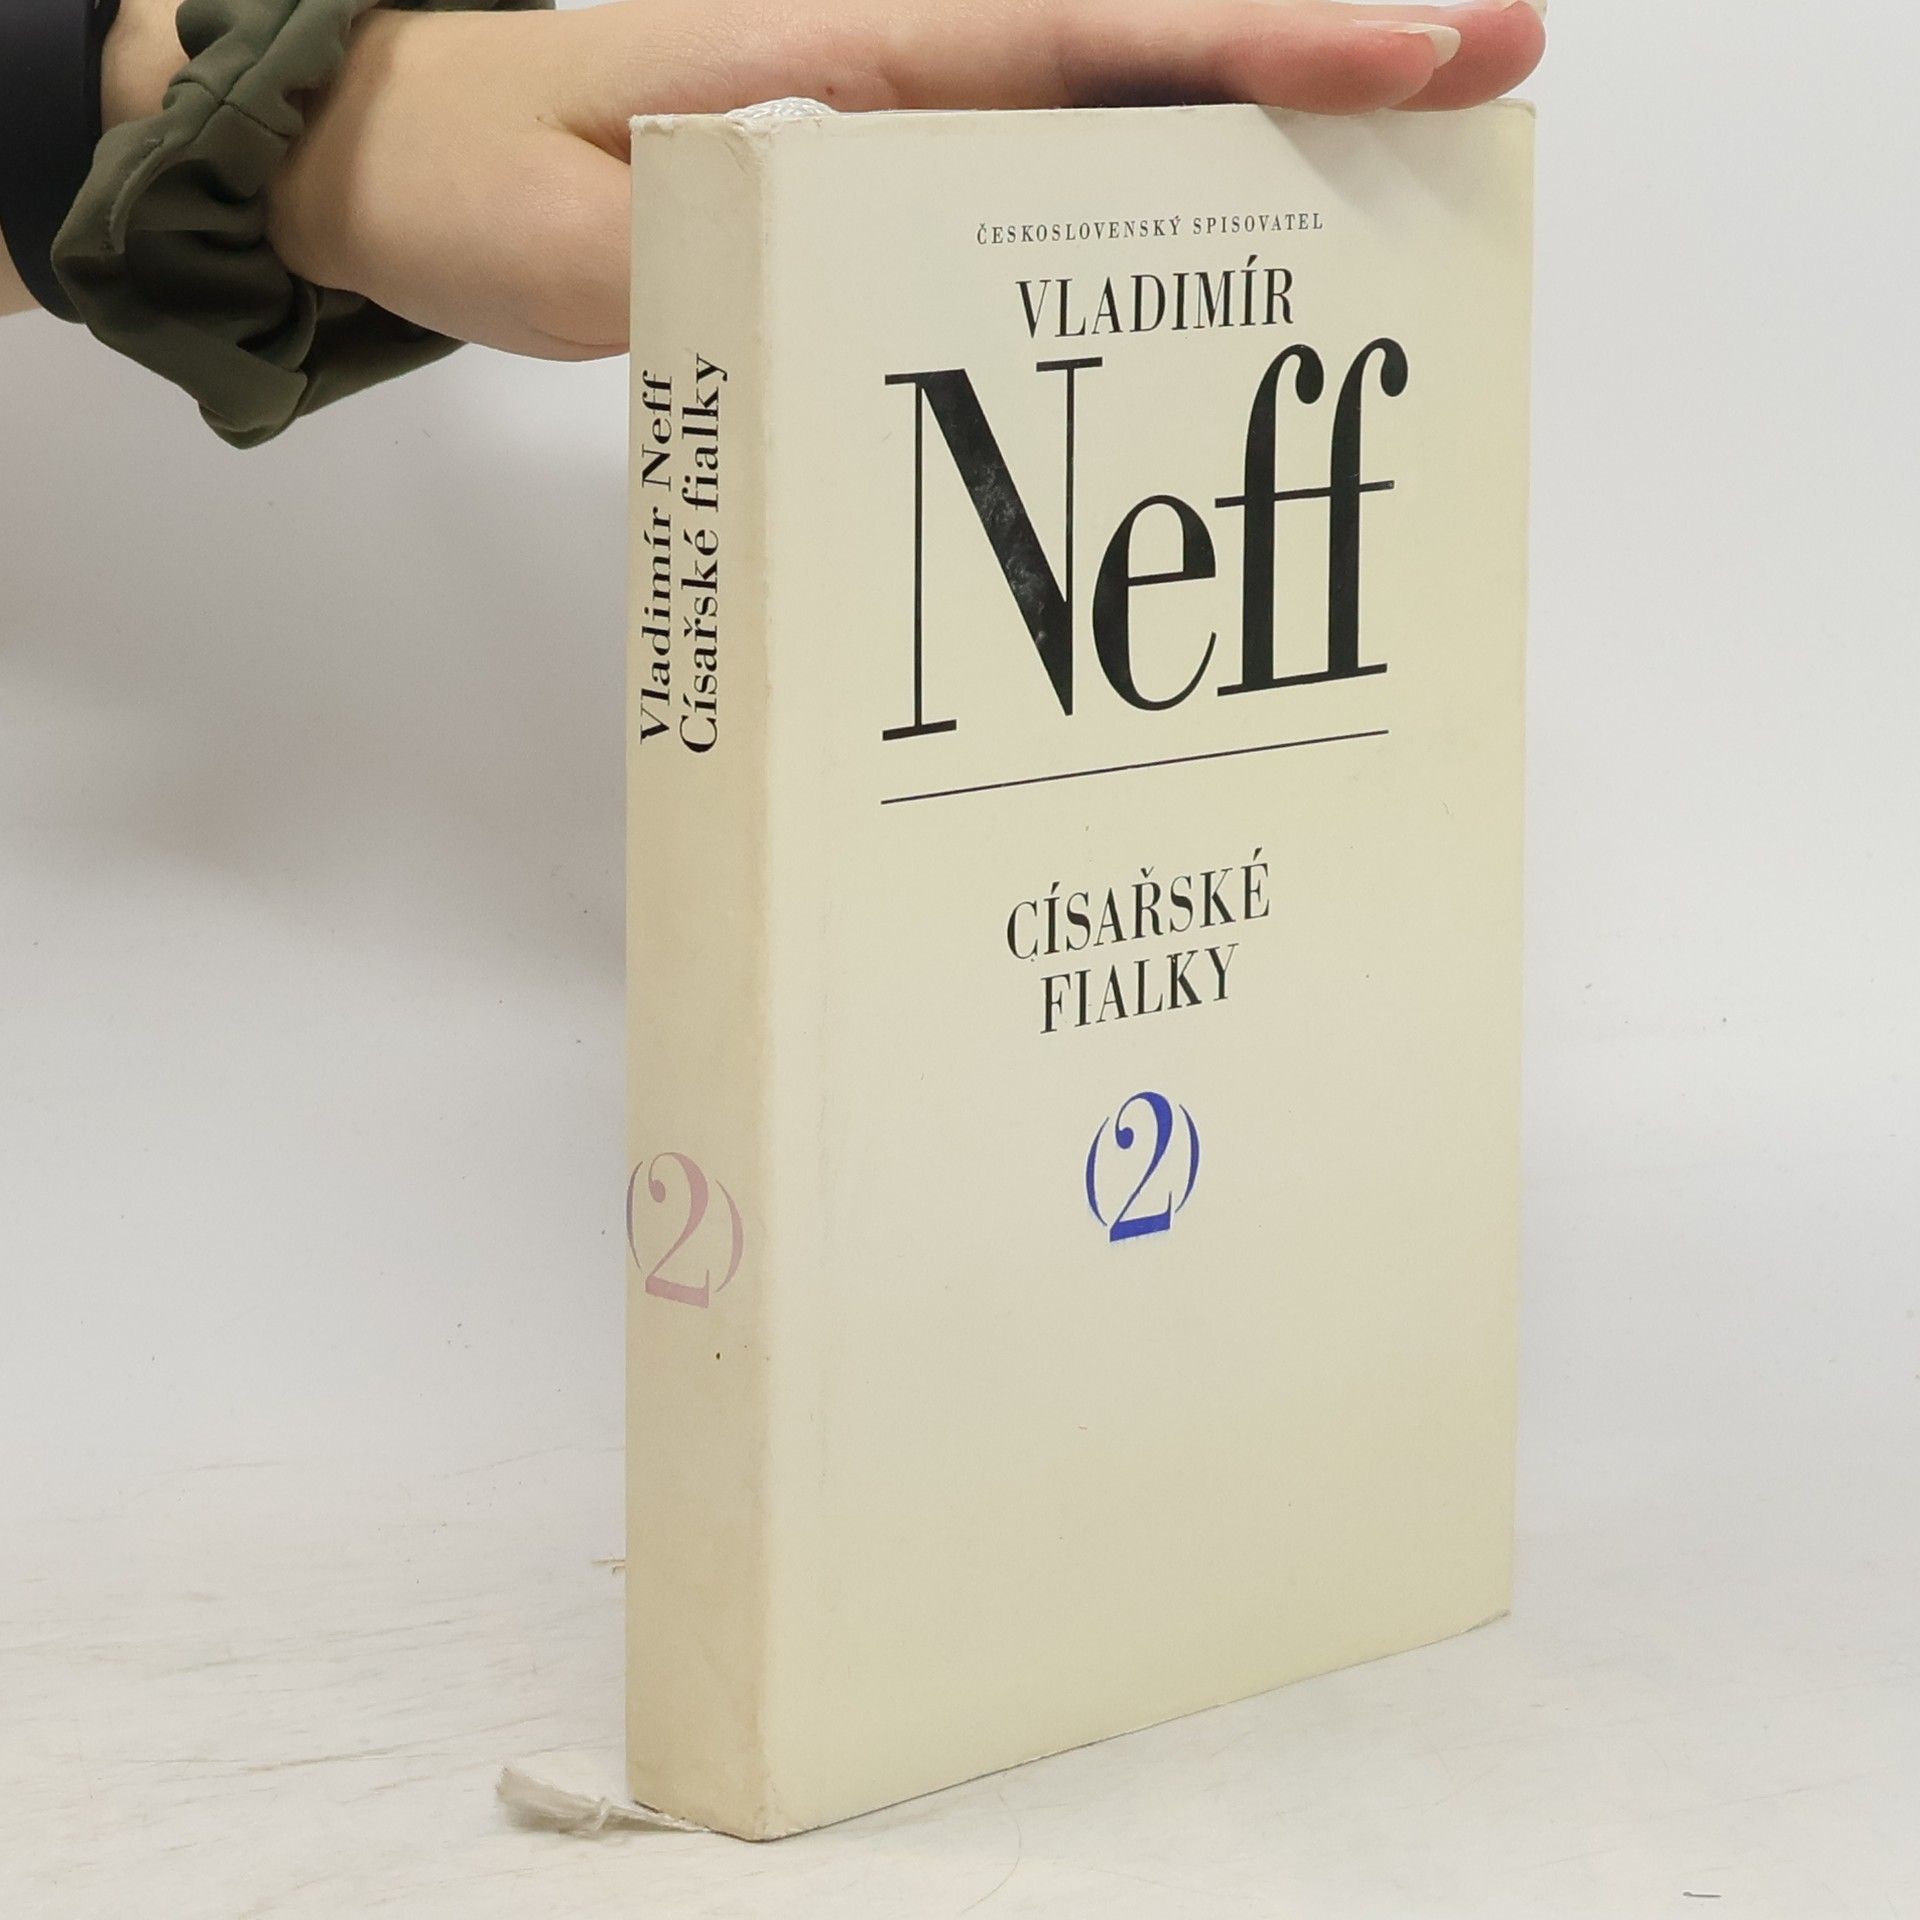 Vladimír Neff
Císařské fialky
(2)
ČESKOSLOVENSKÝ SPISOVATEL
VLADIMÍR
Neff
CÍSAŘSKÉ
FIALKY
(2)